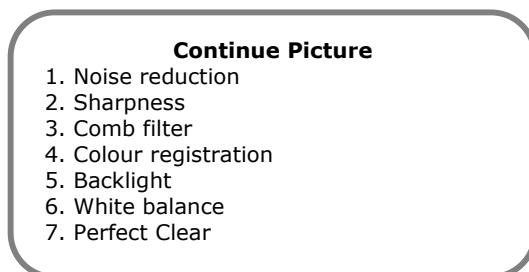 Continue Picture
1. Noise reduction
2. Sharpness
3. Comb filter
4. Colour registration
5. Backlight
6. White balance
7. Perfect Clear